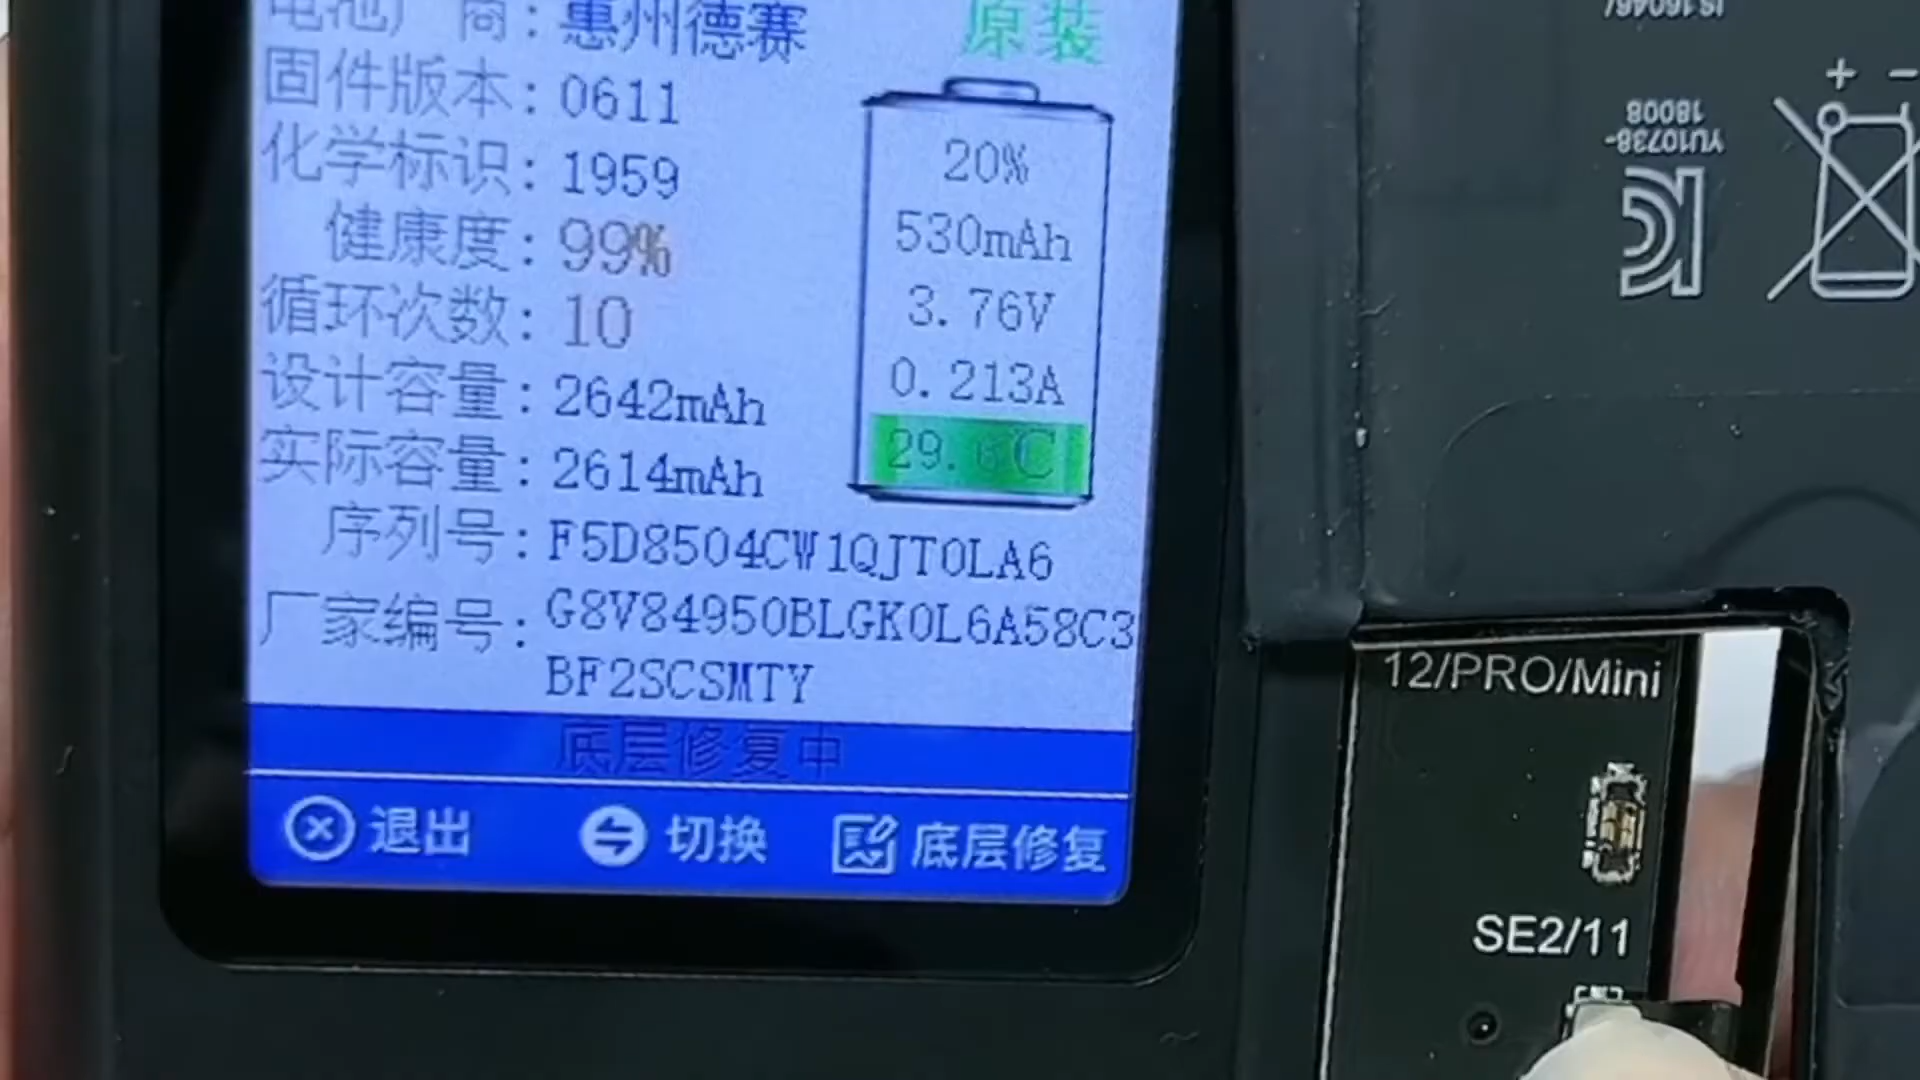 电池厂商：惠州德赛
原装
固件版本：0611
化学标识：1959
健康度：99%
循环次数：10
设计容量：2642mAh
实际容量：2614mAh
序列号：F5D8504CW1QJT0LA6
厂家编号：G8V84950BLGK0L6A58C3
BF2SCSMTY
20%
530mAh
3.76V
0.213A
29.6℃
底层修复中
退出
切换
底层修复
IS16046/
YU10738-
18008
12/PRO/Mini
SE2/11